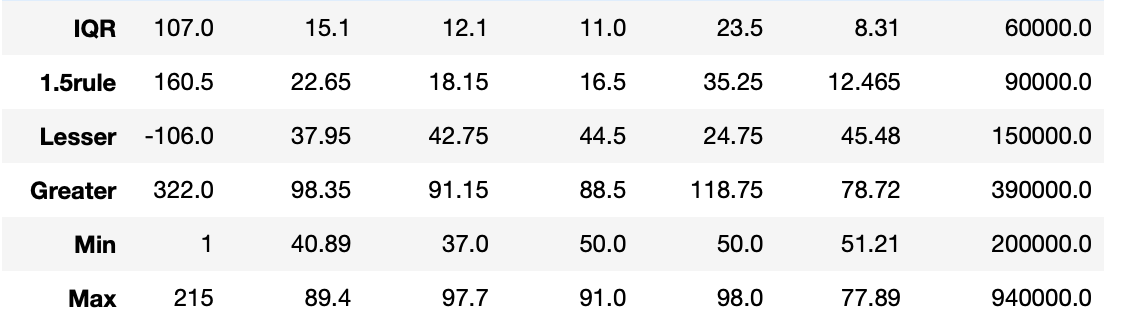 IQR 107.0 15.1 12.1 11.0 23.5 8.31 60000.0
1.5rule 160.5 22.65 18.15 16.5 35.25 12.465 90000.0
Lesser -106.0 37.95 42.75 44.5 24.75 45.48 150000.0
Greater 322.0 98.35 91.15 88.5 118.75 78.72 390000.0
Min 1 40.89 37.0 50.0 50.0 51.21 200000.0
Max 215 89.4 97.7 91.0 98.0 77.89 940000.0